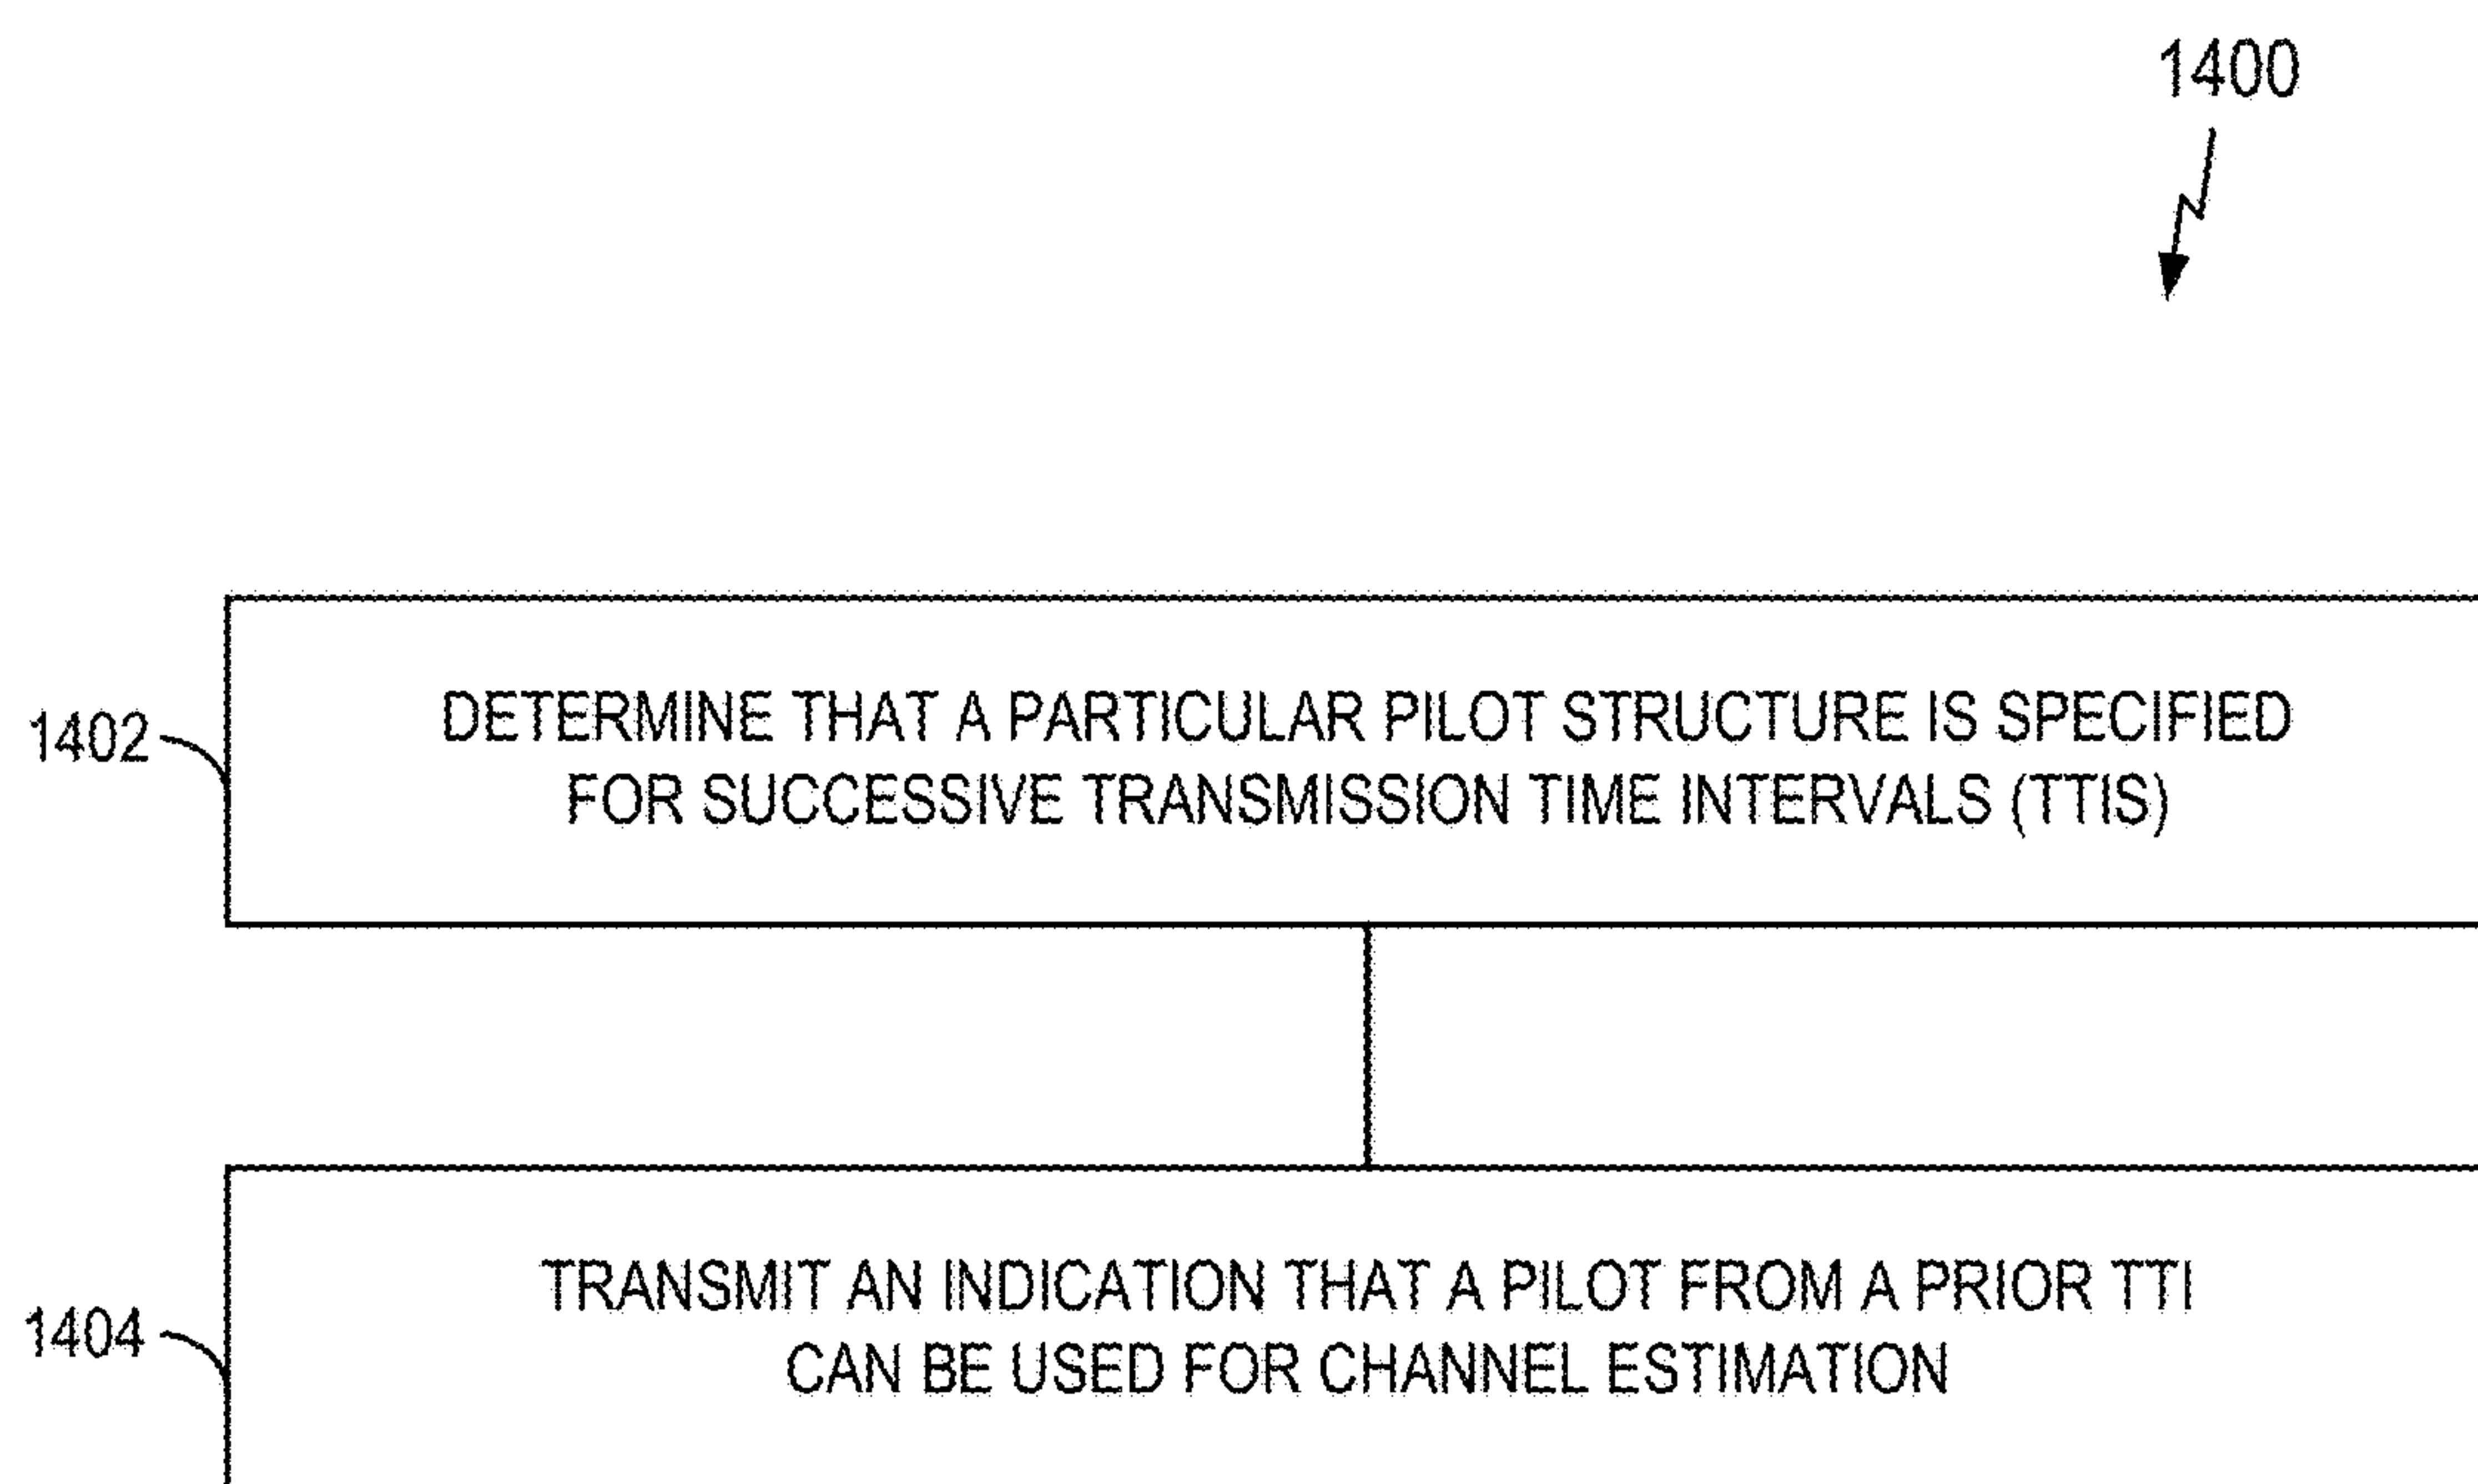 1400
1402
DETERMINE THAT A PARTICULAR PILOT STRUCTURE IS SPECIFIED
FOR SUCCESSIVE TRANSMISSION TIME INTERVALS (TTIS)
1404
TRANSMIT AN INDICATION THAT A PILOT FROM A PRIOR TTI
CAN BE USED FOR CHANNEL ESTIMATION